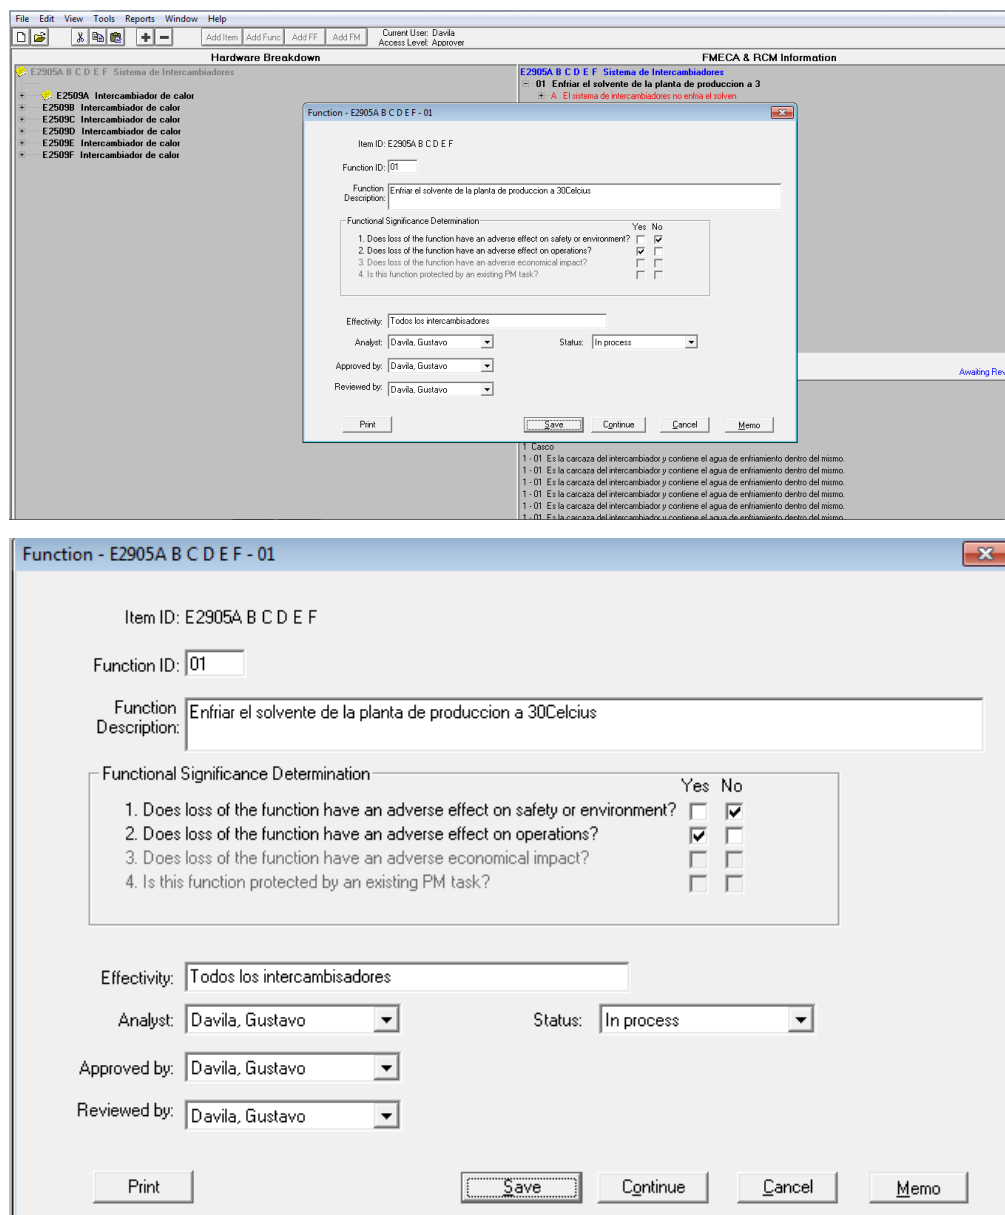 File Edit View Tools Reports Window Help
Add Item Add Func Add FF Add FM Current User: Davila
Access Level: Approver
Hardware Breakdown FMECA & RCM Information
E2905A B C D E F Sistema de Intercambiadores
E2509A Intercambiador de calor
E2509B Intercambiador de calor
E2509C Intercambiador de calor
E2509D Intercambiador de calor
E2509E Intercambiador de calor
E2509F Intercambiador de calor
E2905A B C D E F Sistema de Intercambiadores
01 Enfriar el solvente de la planta de produccion a 3
A El sistema de intercambiadores no enfria el solven
Function - E2905A B C D E F - 01
Item ID: E2905A B C D E F
Function ID: 01
Function Description: Enfriar el solvente de la planta de produccion a 30Celcius
Functional Significance Determination
Yes No
1. Does loss of the function have an adverse effect on safety or environment?
2. Does loss of the function have an adverse effect on operations?
3. Does loss of the function have an adverse economical impact?
4. Is this function protected by an existing PM task?
Effectivity: Todos los intercambisadores
Analyst: Davila, Gustavo Status: In process
Approved by: Davila, Gustavo
Reviewed by: Davila, Gustavo
Print Save Continue Cancel Memo
Awaiting Rev
1 Casco
1 - 01 Es la carcaza del intercambiador y contiene el agua de enfriamiento dentro del mismo.
1 - 01 Es la carcaza del intercambiador y contiene el agua de enfriamiento dentro del mismo.
1 - 01 Es la carcaza del intercambiador y contiene el agua de enfriamiento dentro del mismo.
1 - 01 Es la carcaza del intercambiador y contiene el agua de enfriamiento dentro del mismo.
1 - 01 Es la carcaza del intercambiador y contiene el agua de enfriamiento dentro del mismo.
1 - 01 Es la carcaza del intercambiador y contiene el agua de enfriamiento dentro del mismo.
Function - E2905A B C D E F - 01
Item ID: E2905A B C D E F
Function ID: 01
Function Description: Enfriar el solvente de la planta de produccion a 30Celcius
Functional Significance Determination
Yes No
1. Does loss of the function have an adverse effect on safety or environment?
2. Does loss of the function have an adverse effect on operations?
3. Does loss of the function have an adverse economical impact?
4. Is this function protected by an existing PM task?
Effectivity: Todos los intercambisadores
Analyst: Davila, Gustavo Status: In process
Approved by: Davila, Gustavo
Reviewed by: Davila, Gustavo
Print Save Continue Cancel Memo